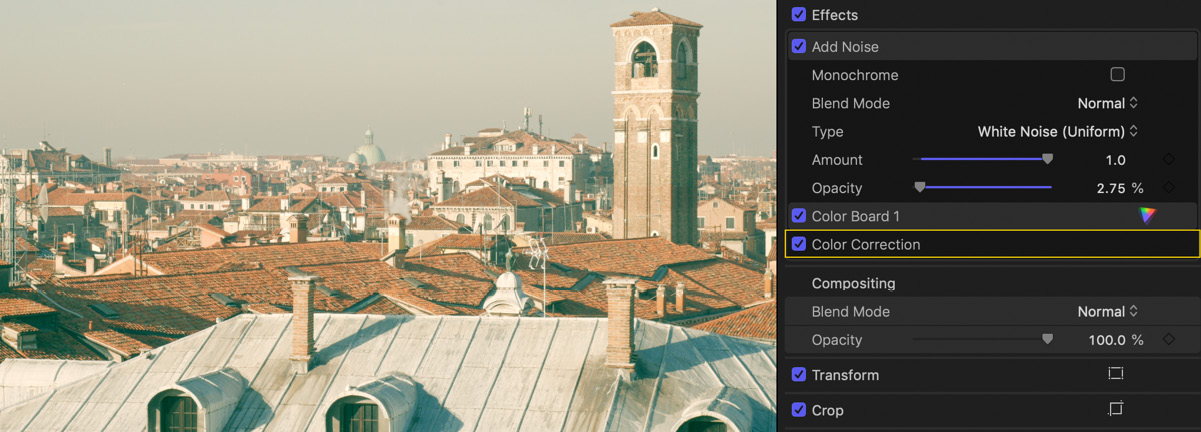 Effects
Add Noise
Monochrome
Blend Mode Normal
Type White Noise (Uniform)
Amount 1.0
Opacity 2.75 %
Color Board 1
Color Correction
Compositing
Blend Mode Normal
Opacity 100.0 %
Transform
Crop